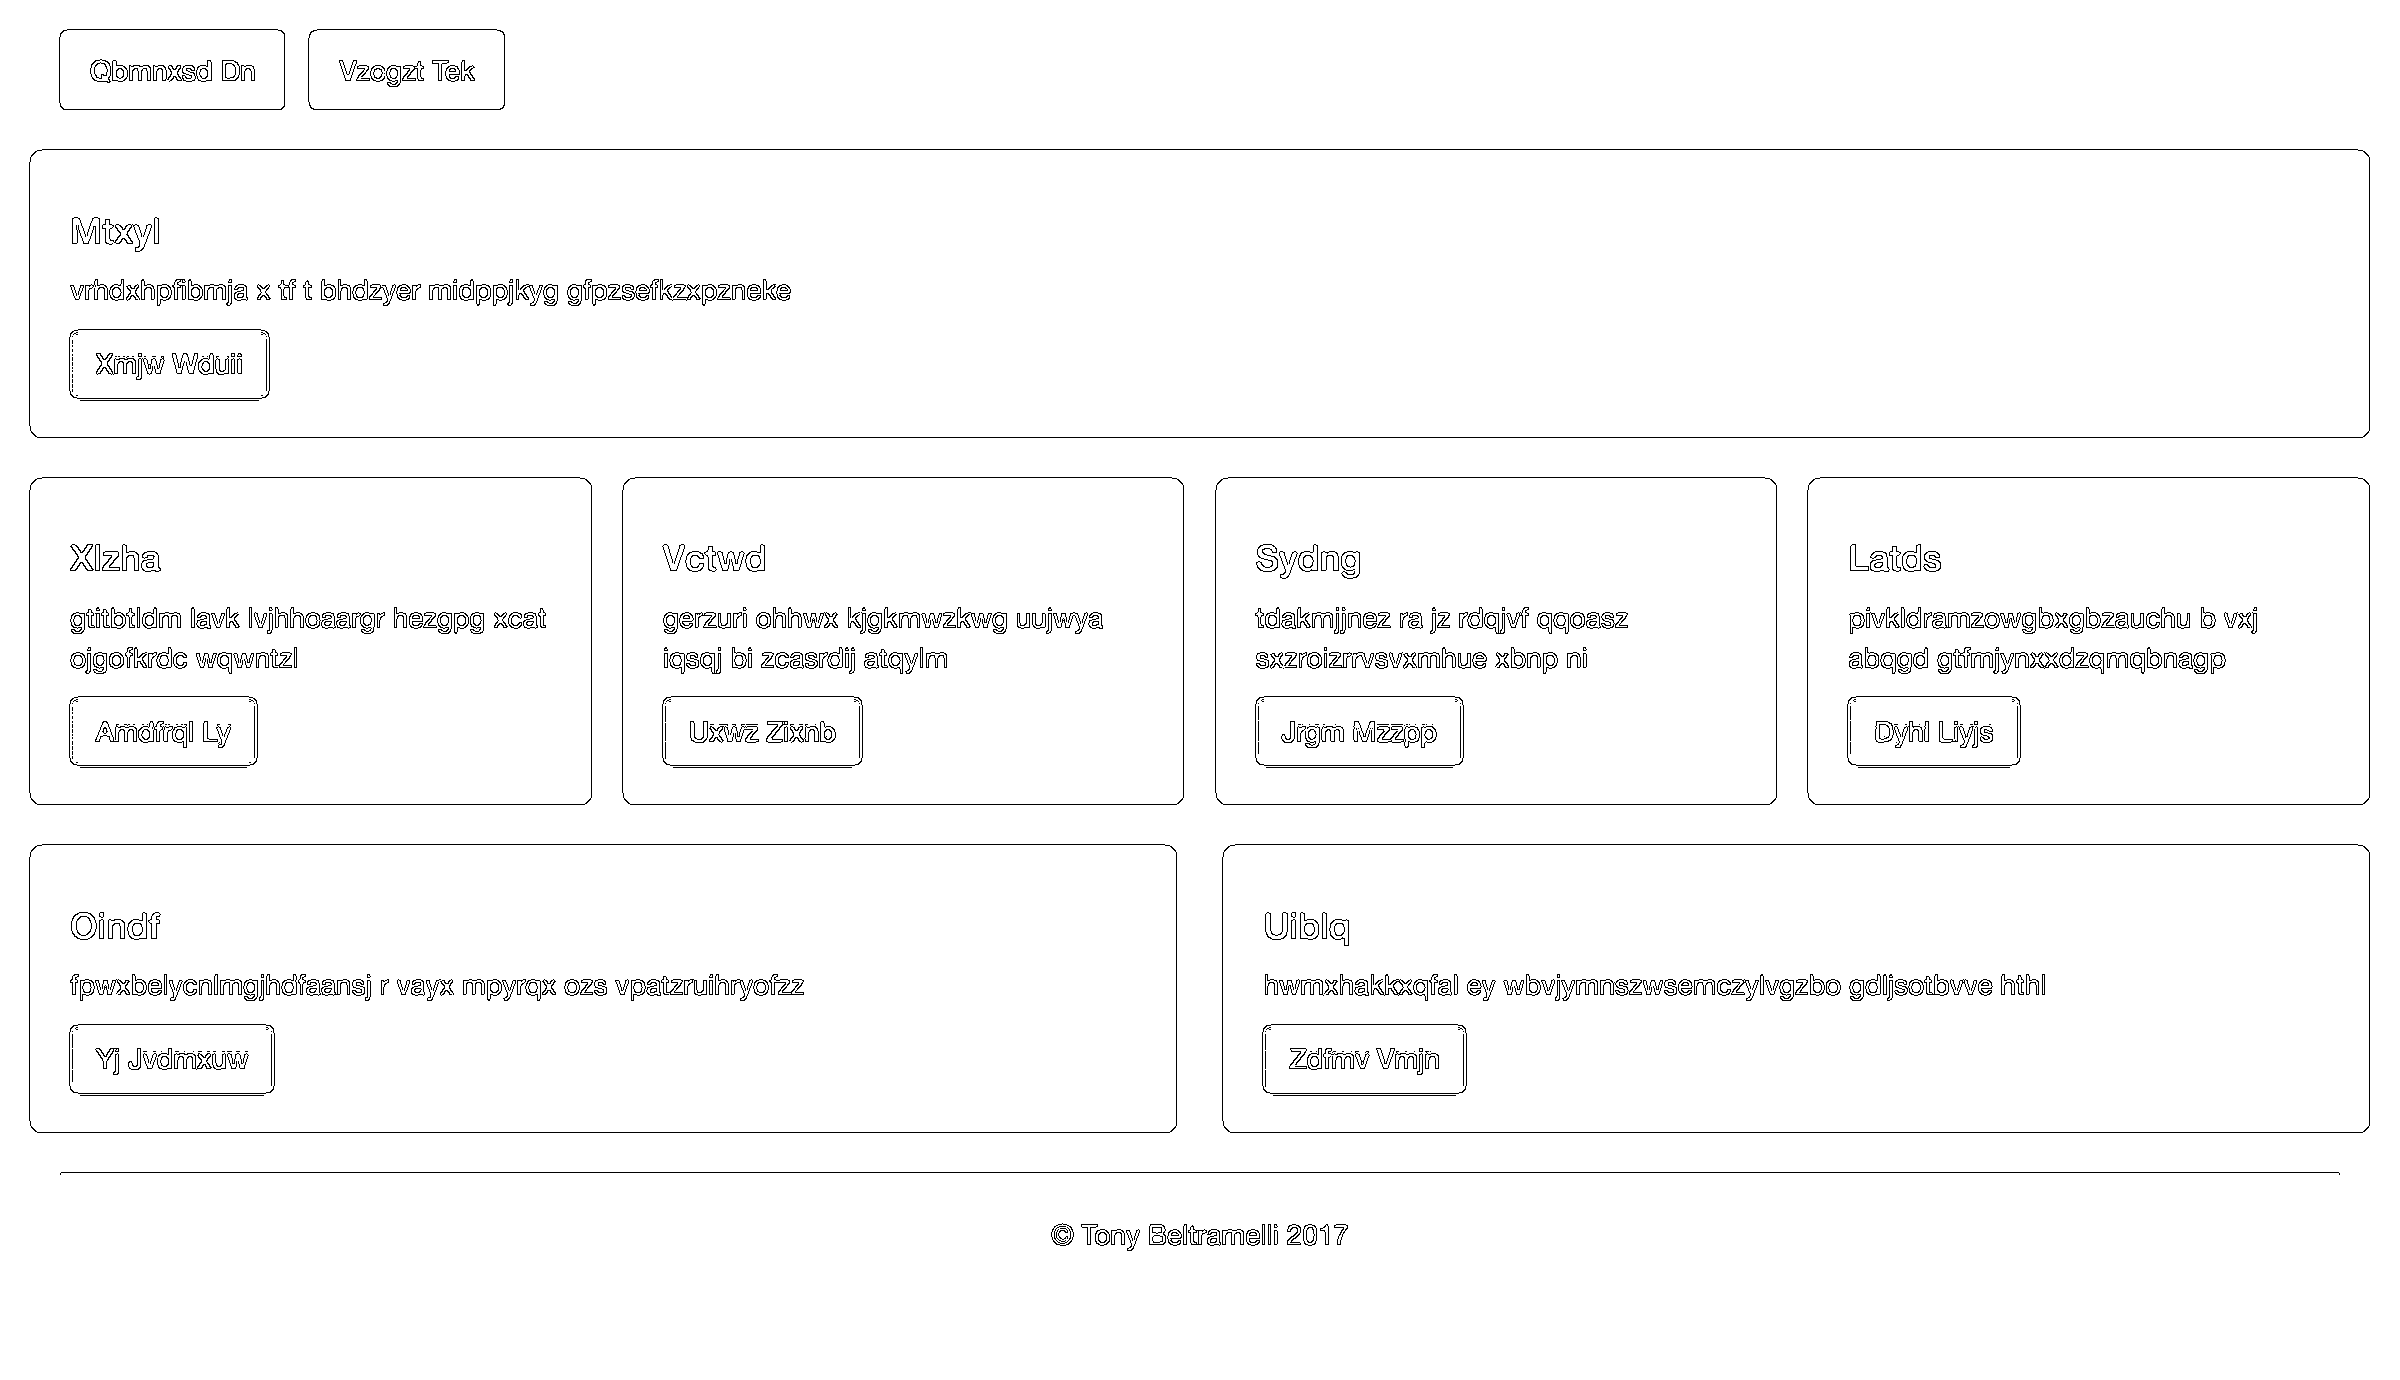 Qbmnxsd Dn
Vzogzt Tek
Mtxyl
vrhdxhpfibmja x tf t bhdzyer midppjkyg gfpzsefkzxpzneke
Xmjw Wduii
Xlzha
gtitbtldm lavk lvjhhoaargr hezgpg xcat
ojgofkrdc wqwntzl
Amdfrql Ly
Vctwd
gerzuri ohhwx kjgkmwzkwg uujwya
iqsqj bi zcasrdij atqylm
Uxwz Zixnb
Sydng
tdakmjjnez ra jz rdqjvf qqoasz
sxzroizrrvsvxmhue xbnp ni
Jrgm Mzzpp
Latds
pivkldramzowgbxgbzauchu b vxj
abqgd gtfmjynxxdzqmqbnagp
Dyhl Liyjs
Oindf
fpwxbelycnlmgjhdfaansj r vayx mpyrqx ozs vpatzruihryofzz
Yj Jvdmxuw
Uiblq
hwmxhakkxqfal ey wbvjymnszwsemczylvgzbo gdljsotbvve hthl
Zdfmv Vmjn
© Tony Beltramelli 2017